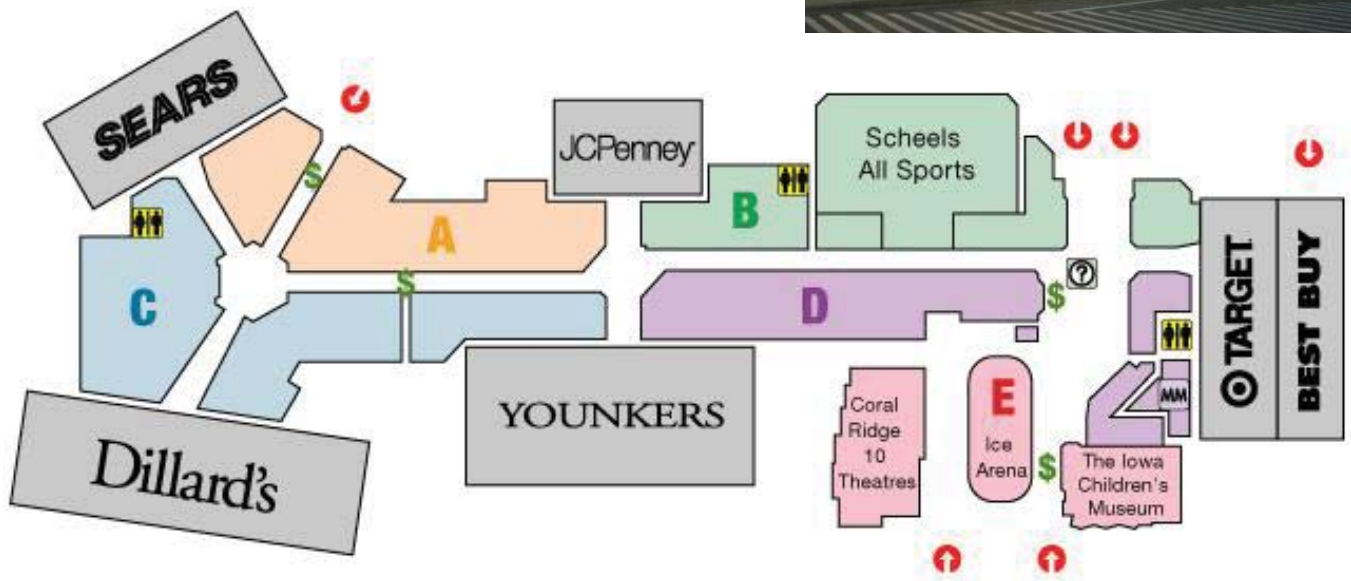 SEARS
$
JCPenney
Scheels
All Sports
A
B
C
$
D
$
?
TARGET
BEST BUY
YOUNKERS
Dillard's
Coral
Ridge
10
Theatres
E
Ice
Arena
$
MM
The Iowa
Children's
Museum